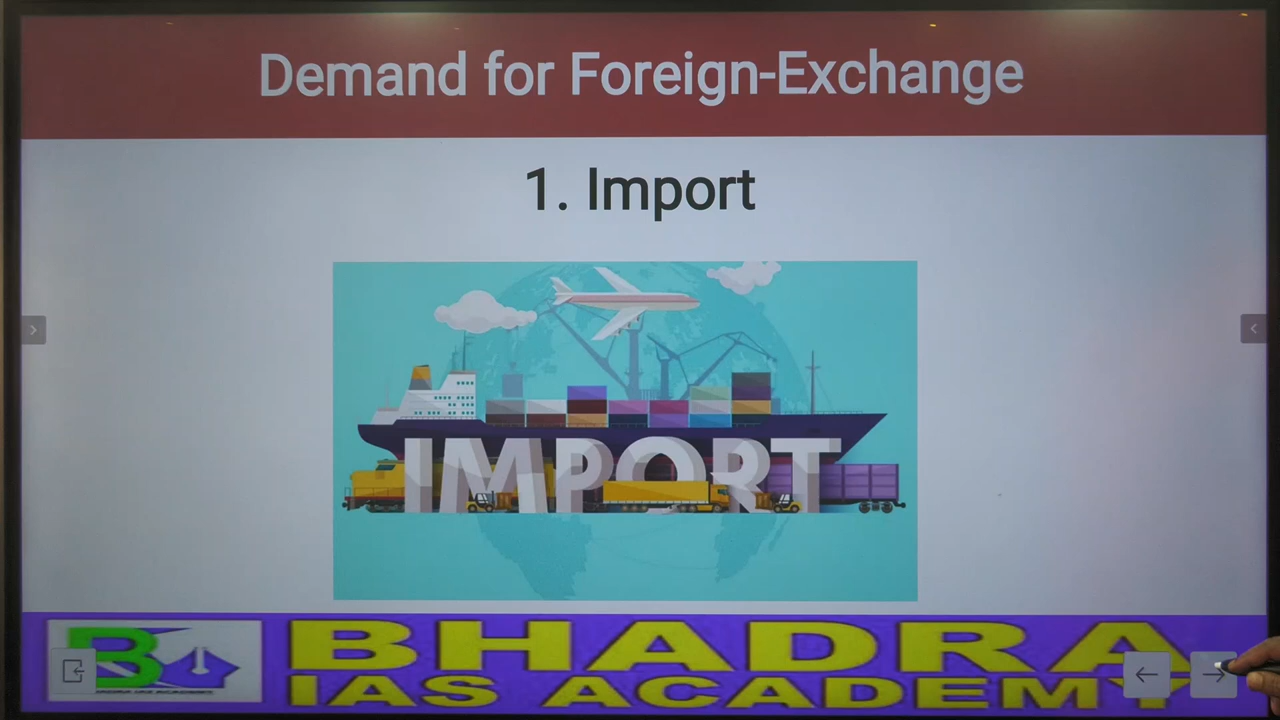 Demand for Foreign-Exchange
1. Import
IMPORT
BHADRA
IAS ACADEMY